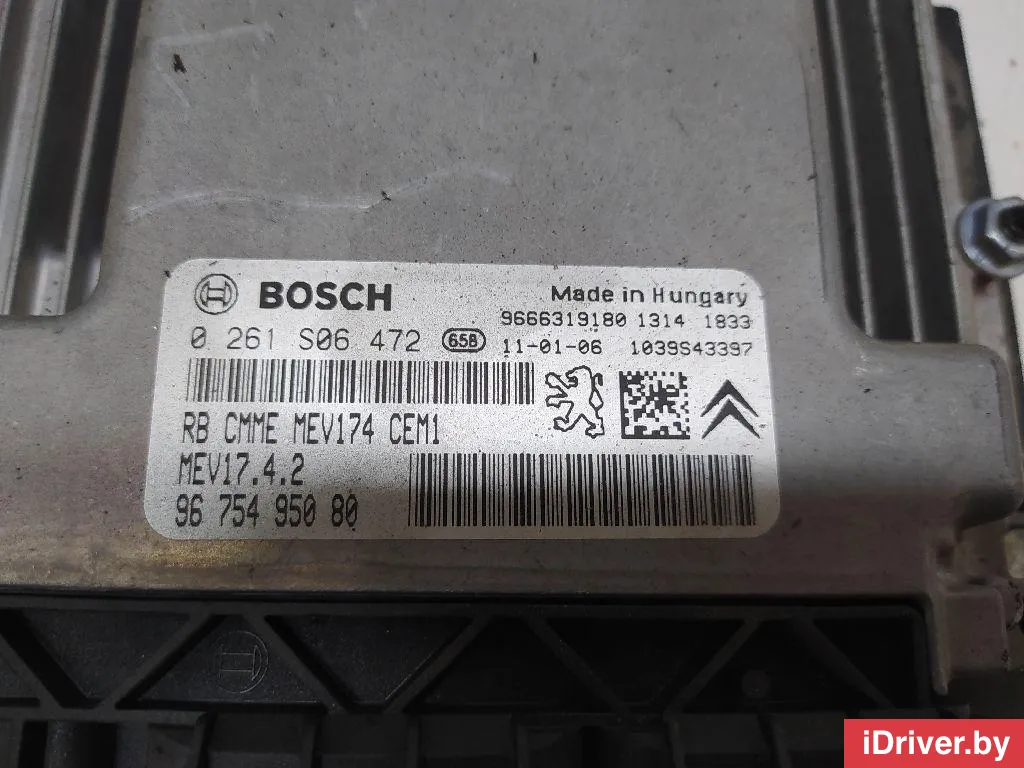 BOSCH
Made in Hungary
9666319180 1314 1833
0 261 S06 472 65B 11-01-06 1039S43397
RB CMME MEV174 CEM1
MEV17.4.2
96 754 950 80
iDriver.by